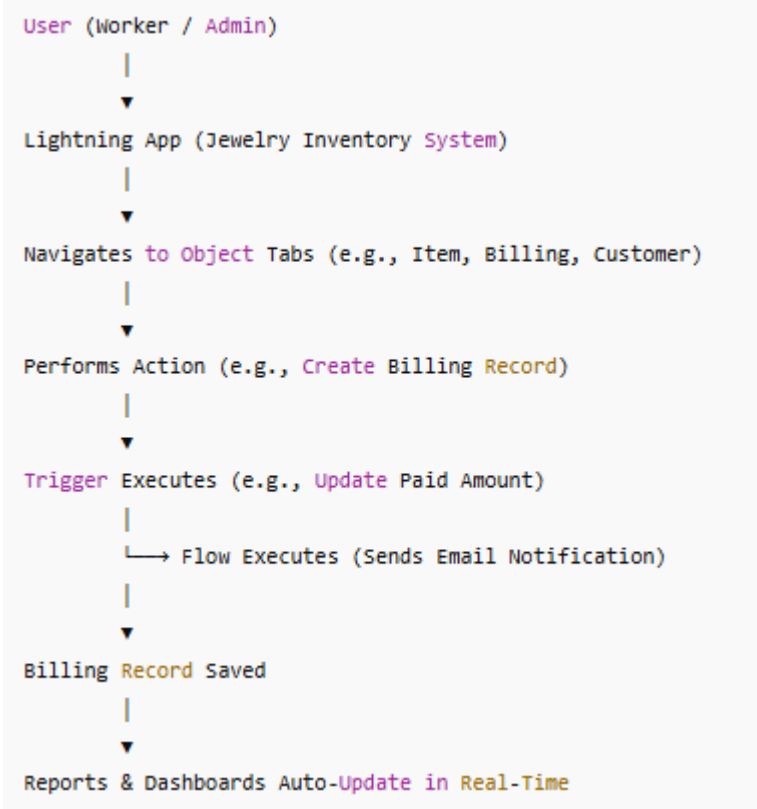 User (Worker / Admin)
Lightning App (Jewelry Inventory System)
Navigates to Object Tabs (e.g., Item, Billing, Customer)
Performs Action (e.g., Create Billing Record)
Trigger Executes (e.g., Update Paid Amount)
└──→ Flow Executes (Sends Email Notification)
Billing Record Saved
Reports & Dashboards Auto-Update in Real-Time